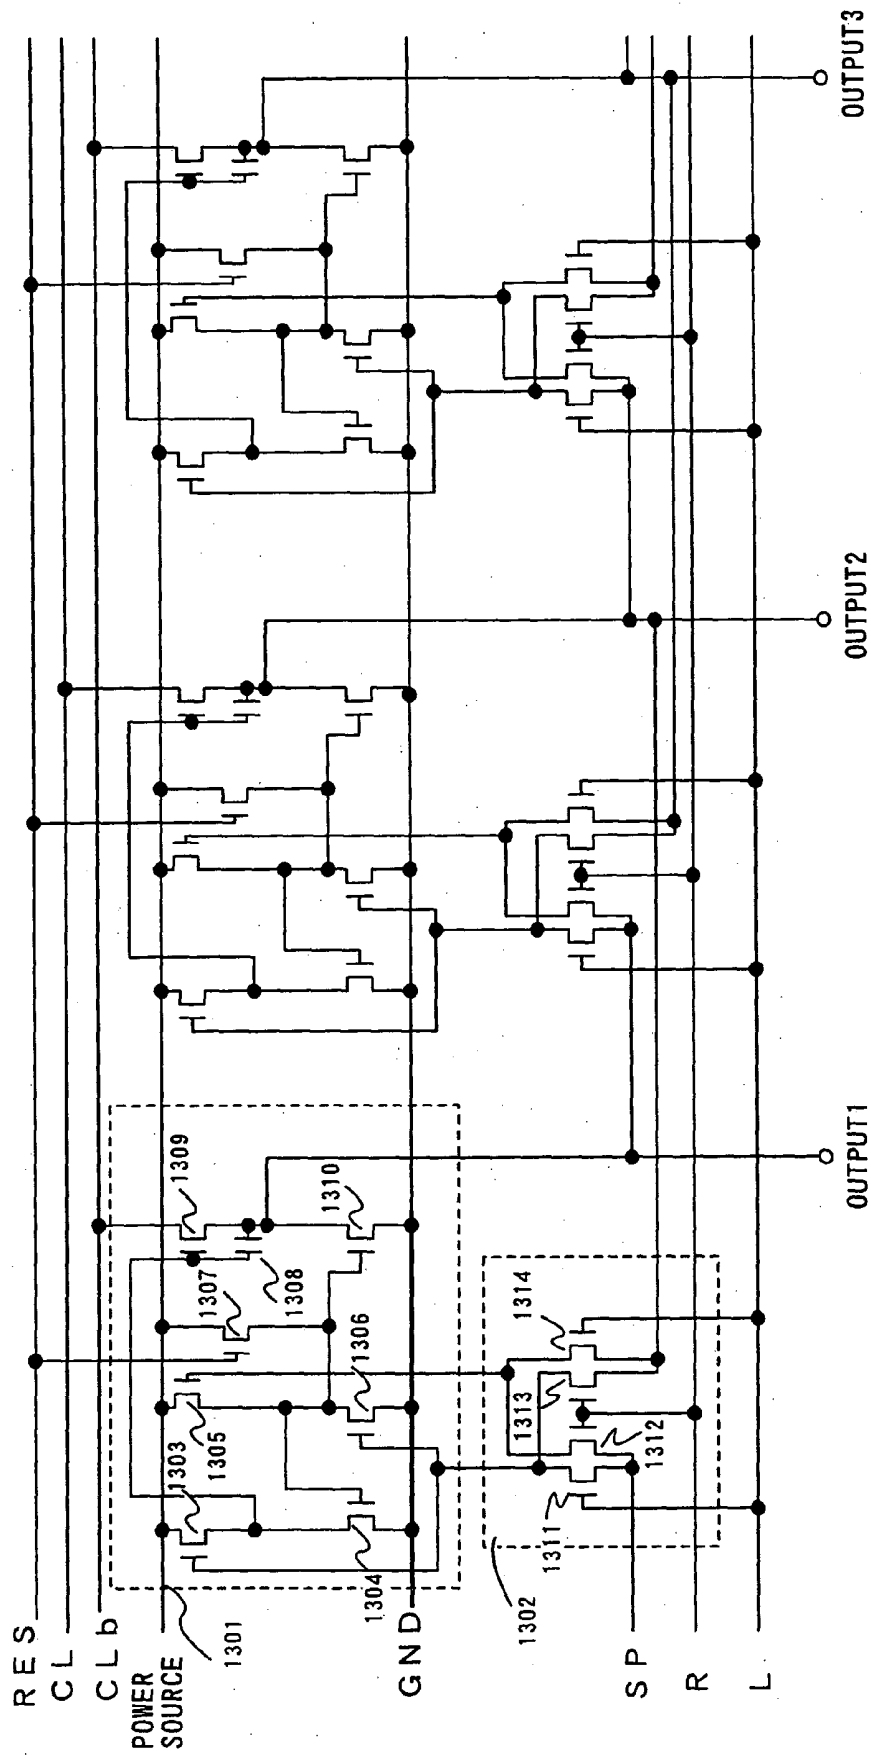 RES
CL
CLb
POWER
SOURCE
GND
SP
R
L
1301
1302
1303
1304
1305
1306
1307
1308
1309
1310
1311
1312
1313
1314
OUTPUT1
OUTPUT2
OUTPUT3